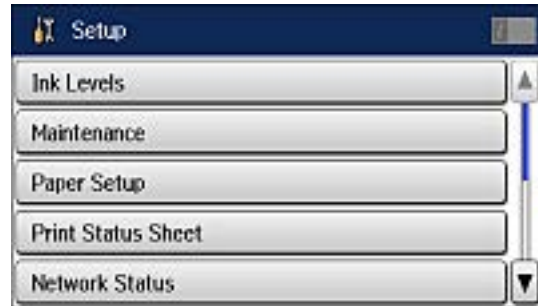 Setup
Ink Levels
Maintenance
Paper Setup
Print Status Sheet
Network Status